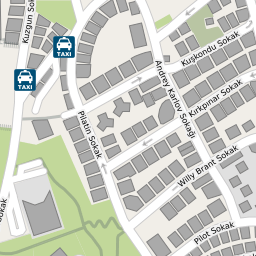 Kuzgun Sokak
TAXI
TAXI
Kuşkondu Sokak
Andrey Karlov Sokağı
Kırkpınar Sokak
Pilatin Sokak
Willy Brant Sokak
Sokak
Pilot Sokak